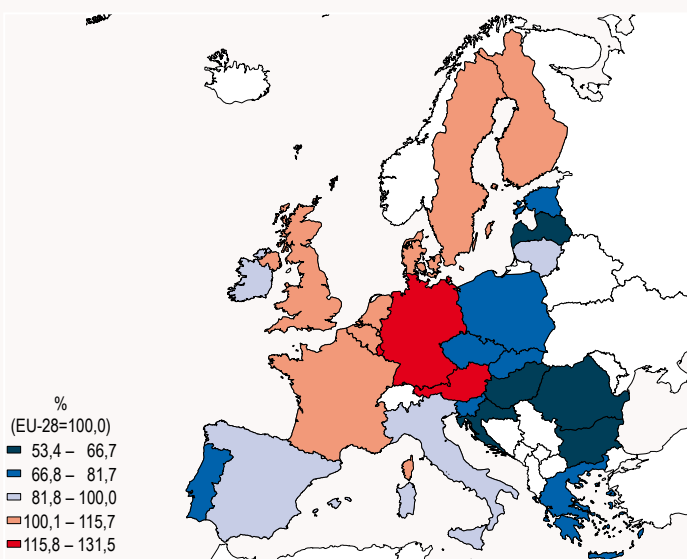 %
(EU-28=100,0)
53,4 – 66,7
66,8 – 81,7
81,8 – 100,0
100,1 – 115,7
115,8 – 131,5